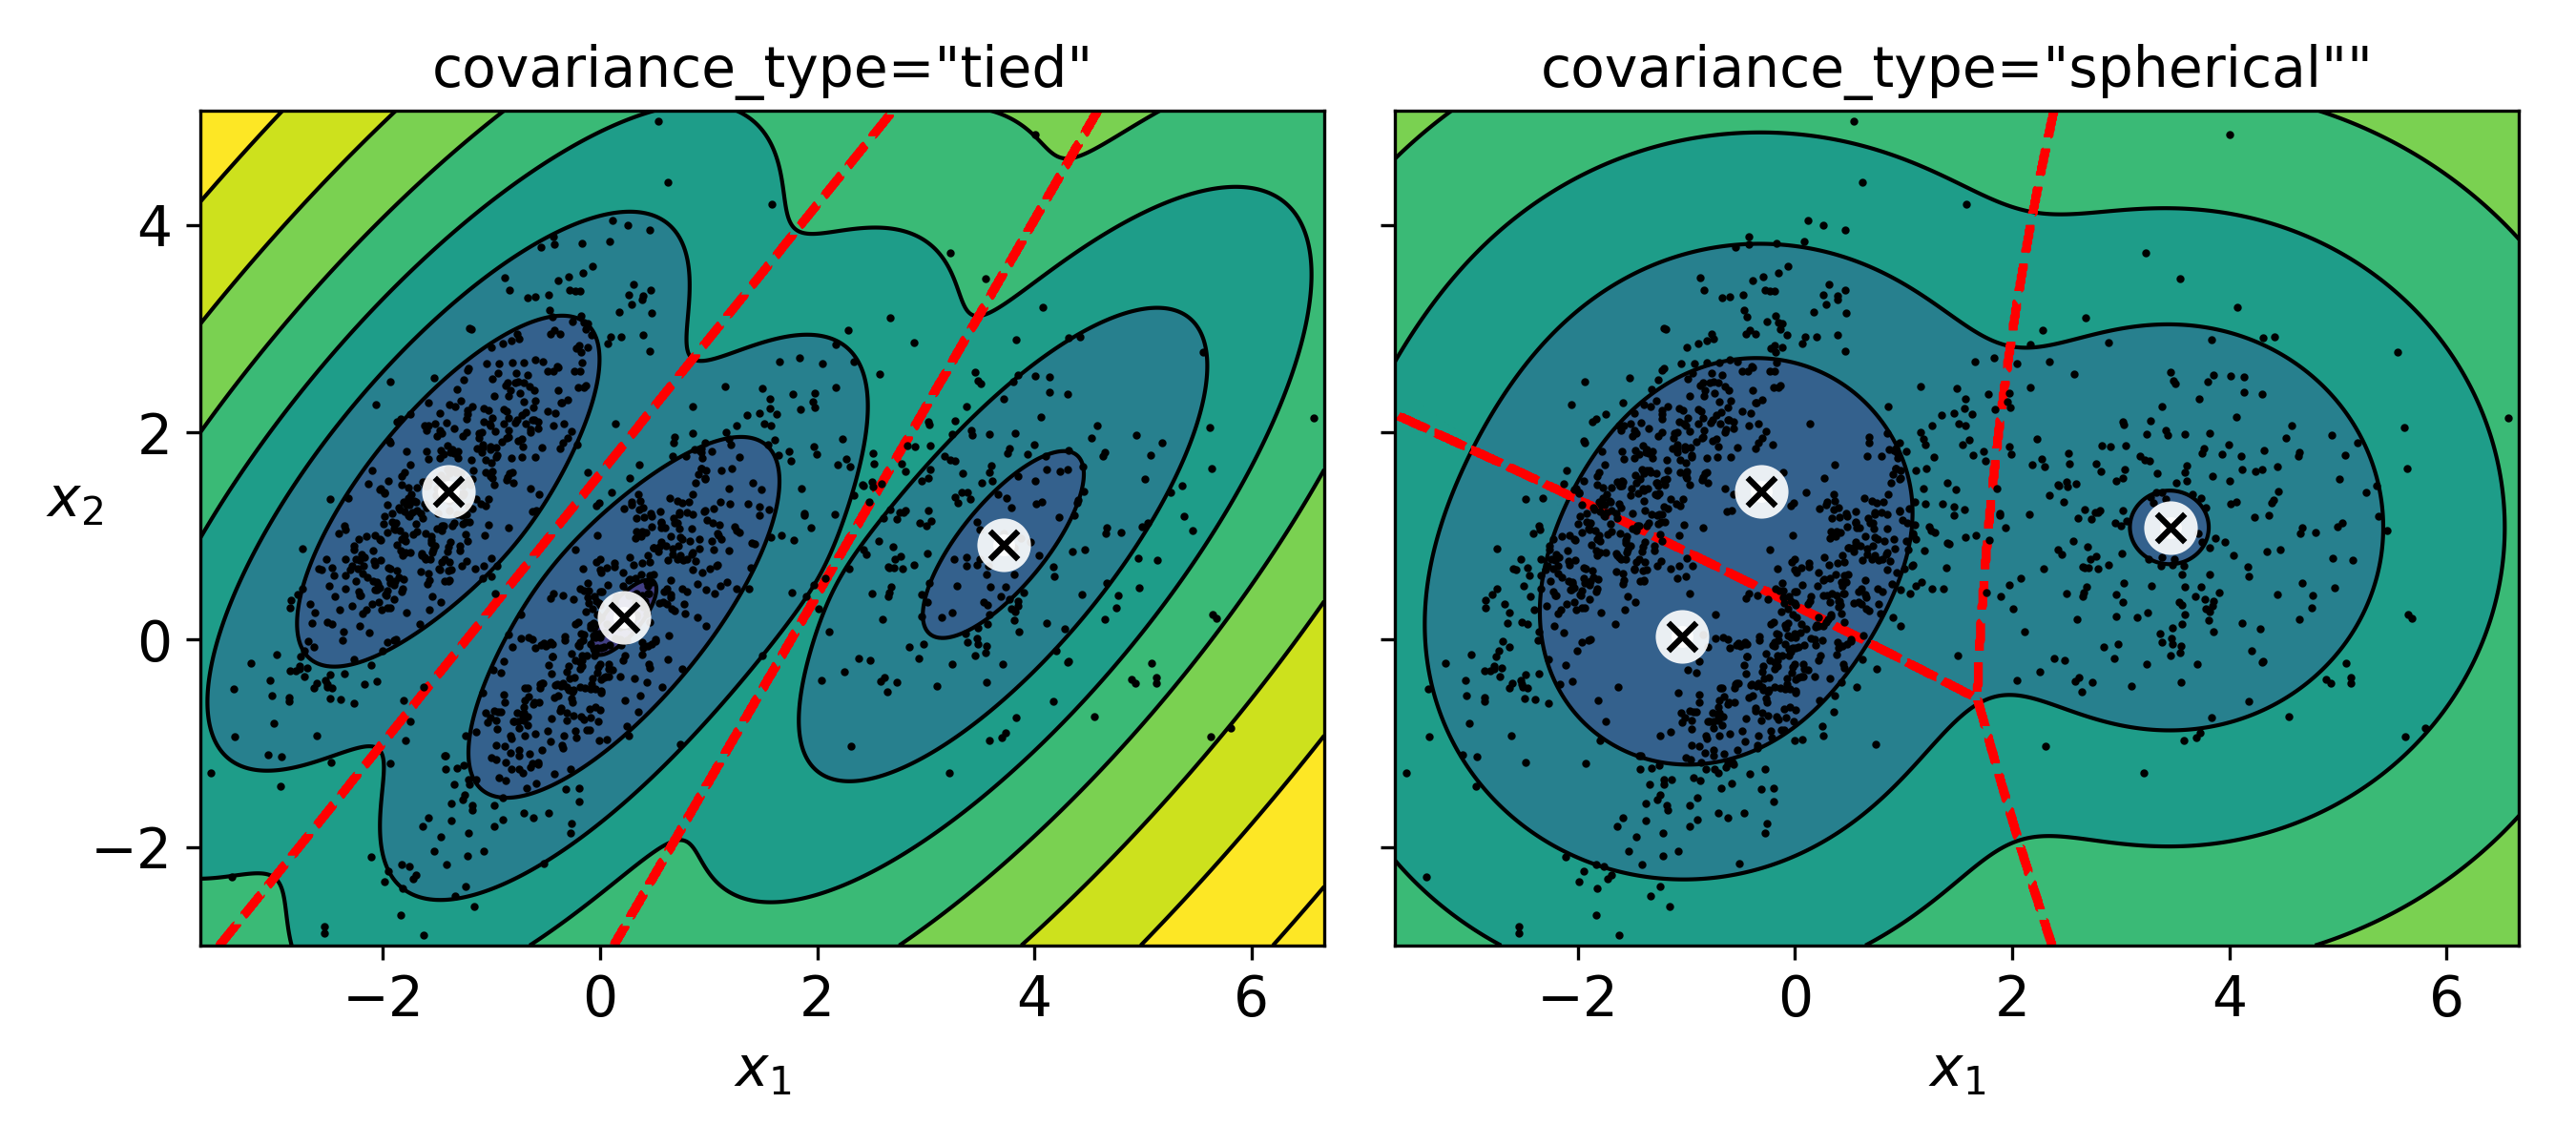 covariance_type="tied"
4
2
0
−2
x₂
−2 0 2 4 6
x₁
covariance_type="spherical""
−2 0 2 4 6
x₁